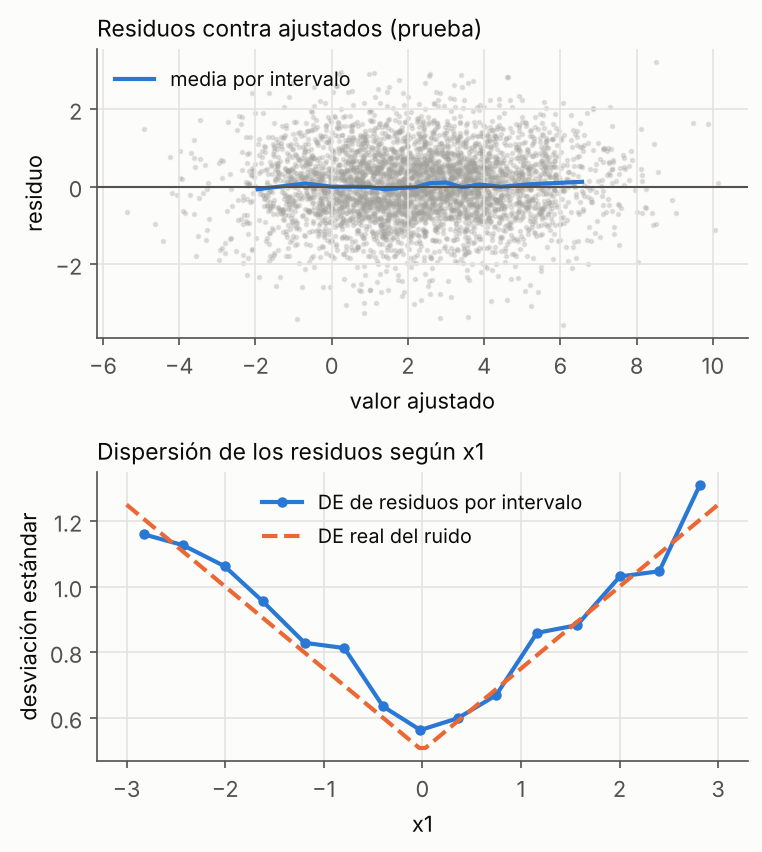 Residuos contra ajustados (prueba)
media por intervalo
residuo
2
0
−2
−6 −4 −2 0 2 4 6 8 10
valor ajustado
Dispersión de los residuos según x1
DE de residuos por intervalo
DE real del ruido
desviación estándar
1.2
1.0
0.8
0.6
−3 −2 −1 0 1 2 3
x1